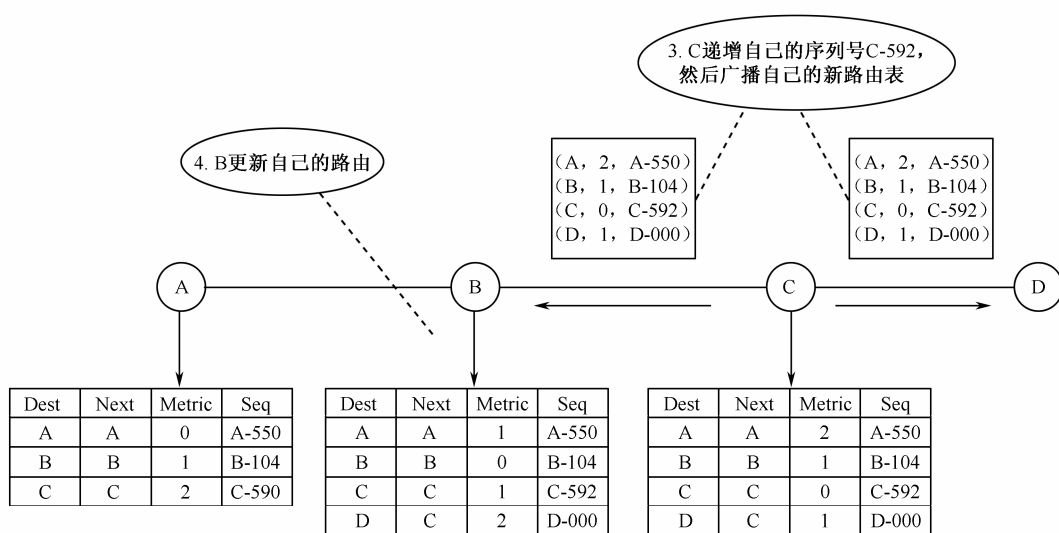 3. C递增自己的序列号C-592，
然后广播自己的新路由表
4. B更新自己的路由
（A，2，A-550）
（B，1，B-104）
（C，0，C-592）
（D，1，D-000）
（A，2，A-550）
（B，1，B-104）
（C，0，C-592）
（D，1，D-000）
A
B
C
D
Dest Next Metric Seq
A A 0 A-550
B B 1 B-104
C C 2 C-590
Dest Next Metric Seq
A A 1 A-550
B B 0 B-104
C C 1 C-592
D C 2 D-000
Dest Next Metric Seq
A A 2 A-550
B B 1 B-104
C C 0 C-592
D C 1 D-000